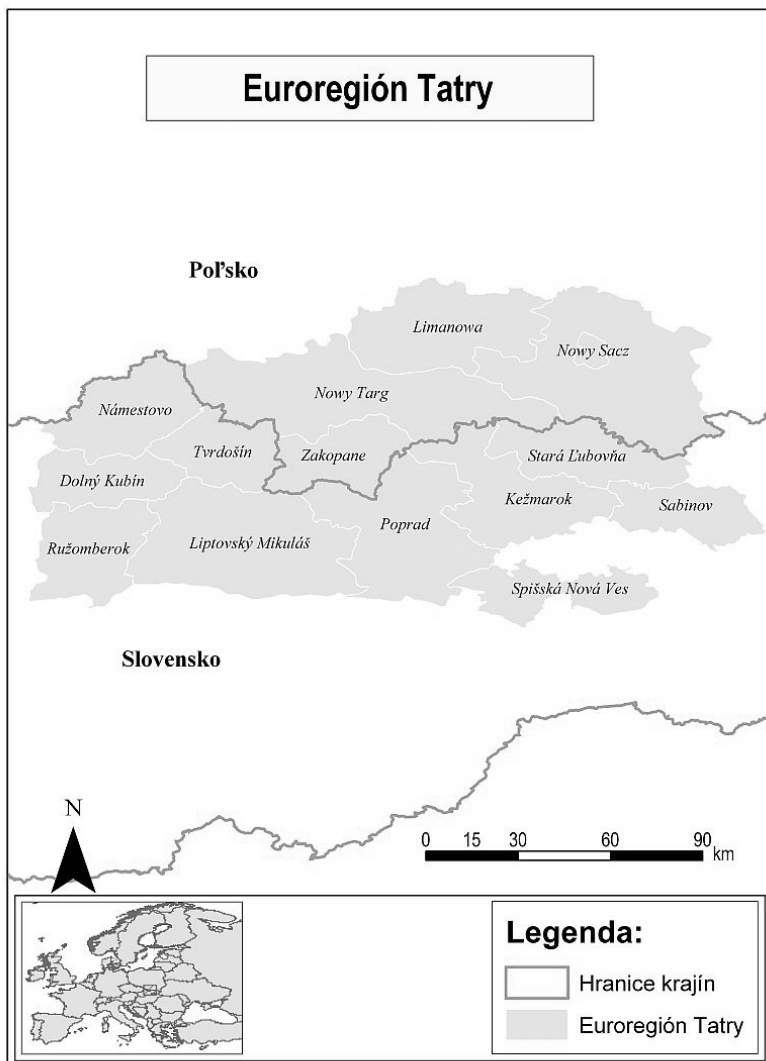 Euroregión Tatry
Poľsko
Limanowa
Nowy Sacz
Nowy Targ
Námestovo
Tvrdošín
Zakopane
Stará Ľubovňa
Dolný Kubín
Kežmarok
Sabinov
Poprad
Ružomberok
Liptovský Mikuláš
Spišská Nová Ves
Slovensko
N
0 15 30 60 90
km
Legenda:
Hranice krajín
Euroregión Tatry